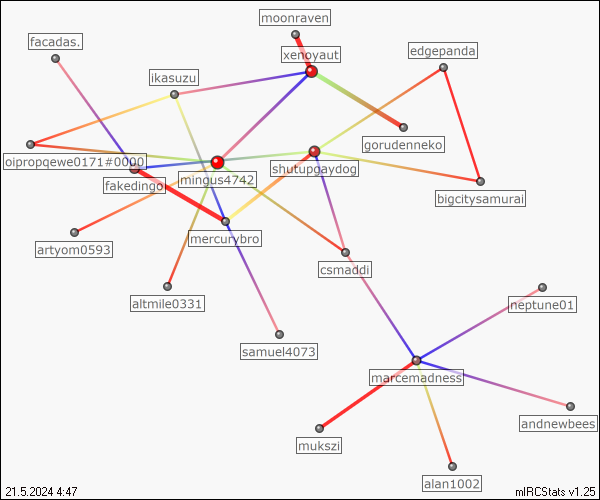 moonraven
facadas.
xenoyaut
edgepanda
ikasuzu
gorudenneko
oipropqewe0171#0000
shutupgaydog
mingus4742
fakedingo
bigcitysamurai
mercurybro
artyom0593
csmaddi
altmile0331
neptune01
samuel4073
marcemadness
andnewbees
mukszi
alan1002
21.5.2024 4:47
mIRCStats v1.25